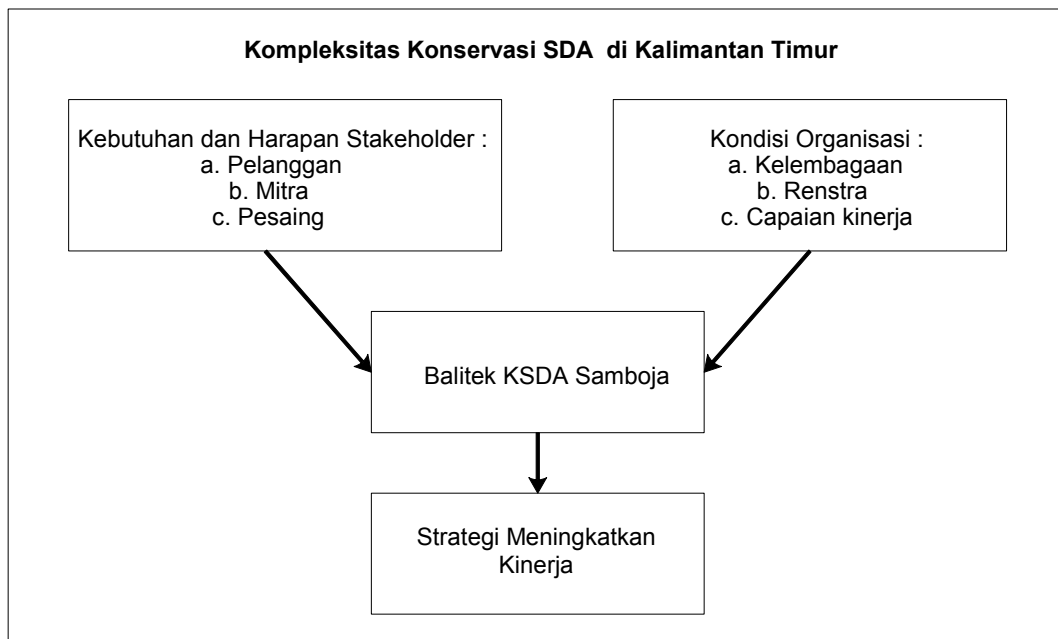 Kompleksitas Konservasi SDA di Kalimantan Timur
Kebutuhan dan Harapan Stakeholder :
a. Pelanggan
b. Mitra
c. Pesaing
Kondisi Organisasi :
a. Kelembagaan
b. Renstra
c. Capaian kinerja
Balitek KSDA Samboja
Strategi Meningkatkan
Kinerja